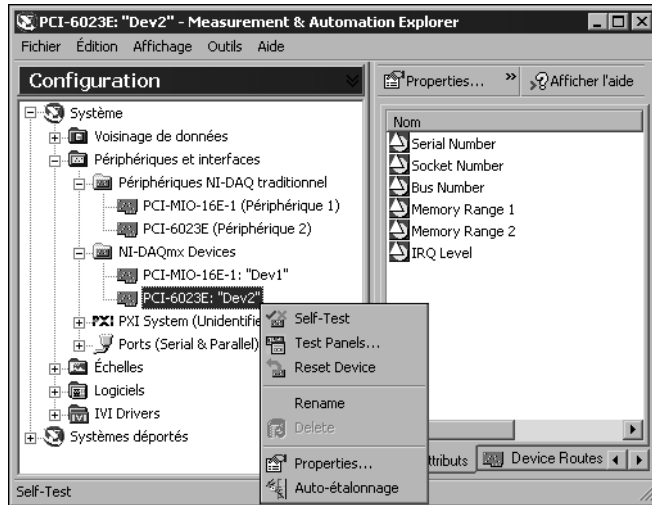 PCI-6023E: "Dev2" - Measurement & Automation Explorer
Fichier Édition Affichage Outils Aide
Configuration
Properties... » Afficher l'aide
Système
Voisinage de données
Périphériques et interfaces
Périphériques NI-DAQ traditionnel
PCI-MIO-16E-1 (Périphérique 1)
PCI-6023E (Périphérique 2)
NI-DAQmx Devices
PCI-MIO-16E-1: "Dev1"
PCI-6023E: "Dev2"
PXI PXI System (Unidentifie
Ports (Serial & Parallel)
Échelles
Logiciels
IVI IVI Drivers
Systèmes déportés
Nom
Serial Number
Socket Number
Bus Number
Memory Range 1
Memory Range 2
IRQ Level
Self-Test
Test Panels...
Reset Device
Rename
Delete
Properties...
Auto-étalonnage
ttributs Device Routes
Self-Test